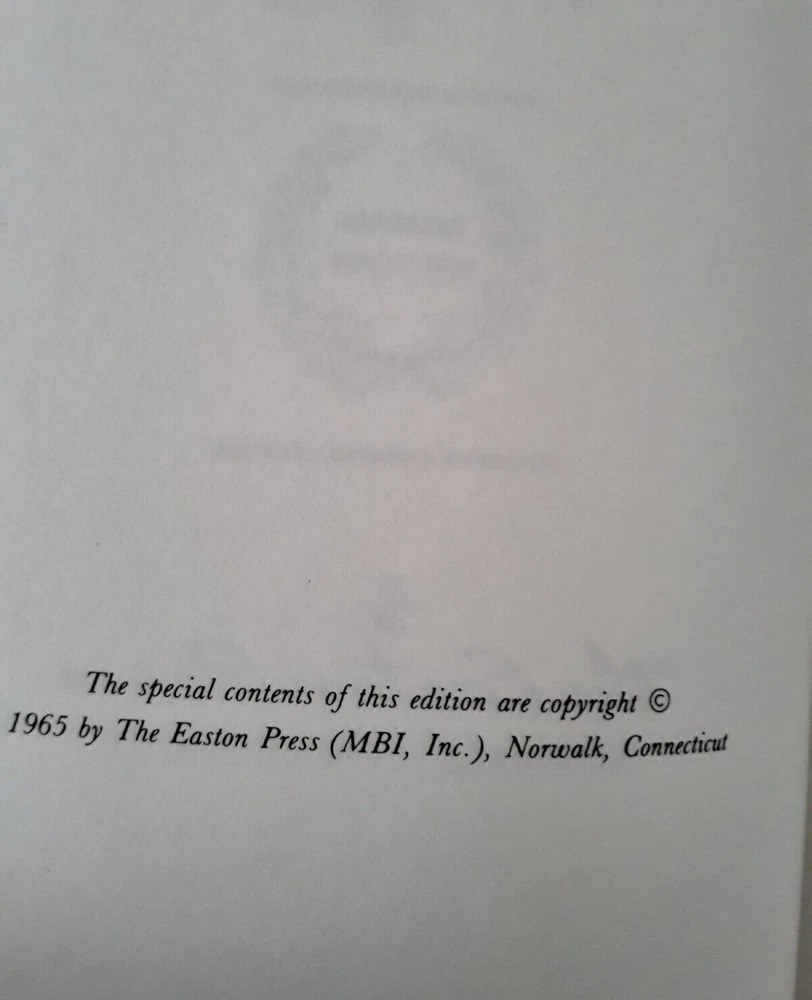 The special contents of this edition are copyright ©
1965 by The Easton Press (MBI, Inc.), Norwalk, Connecticut